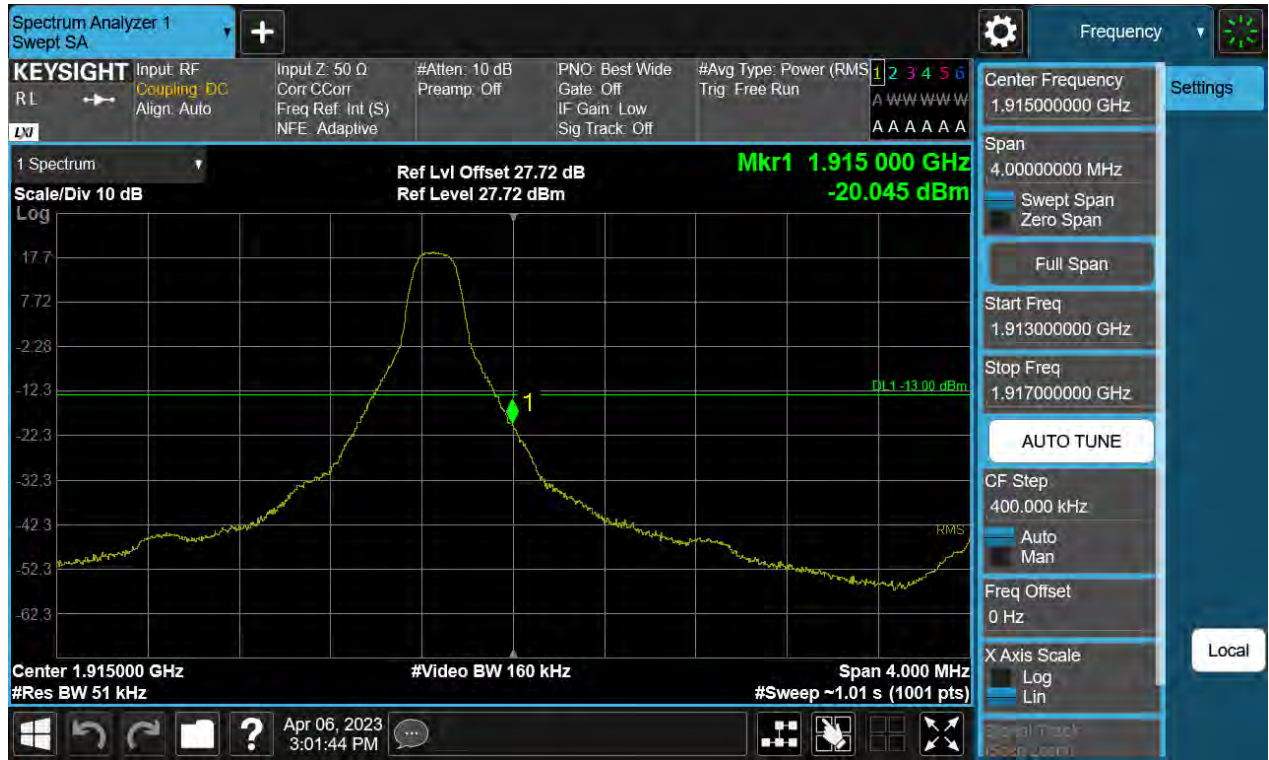 Spectrum Analyzer 1
Swept SA
Frequency
KEYSIGHT
RL
LXI
Input: RF
Coupling: DC
Align: Auto
Input Z: 50 Ω
Corr CCorr
Freq Ref: Int (S)
NFE: Adaptive
#Atten: 10 dB
Preamp: Off
PNO: Best Wide
Gate: Off
IF Gain: Low
Sig Track: Off
#Avg Type: Power (RMS
Trig: Free Run
1 2 3 4 5 6
A W W W W W
A A A A A A
1 Spectrum
Scale/Div 10 dB
Log
Ref Lvl Offset 27.72 dB
Ref Level 27.72 dBm
Mkr1 1.915 000 GHz
-20.045 dBm
17.7
7.72
-2.28
-12.3
-22.3
-32.3
-42.3
-52.3
-62.3
DL1 -13.00 dBm
1
RMS
Center 1.915000 GHz
#Res BW 51 kHz
#Video BW 160 kHz
Span 4.000 MHz
#Sweep ~1.01 s (1001 pts)
Center Frequency
1.915000000 GHz
Settings
Span
4.00000000 MHz
Swept Span
Zero Span
Full Span
Start Freq
1.913000000 GHz
Stop Freq
1.917000000 GHz
AUTO TUNE
CF Step
400.000 kHz
Auto
Man
Freq Offset
0 Hz
X Axis Scale
Log
Lin
Local
Signal Track
(Span Zoom)
?
Apr 06, 2023
3:01:44 PM